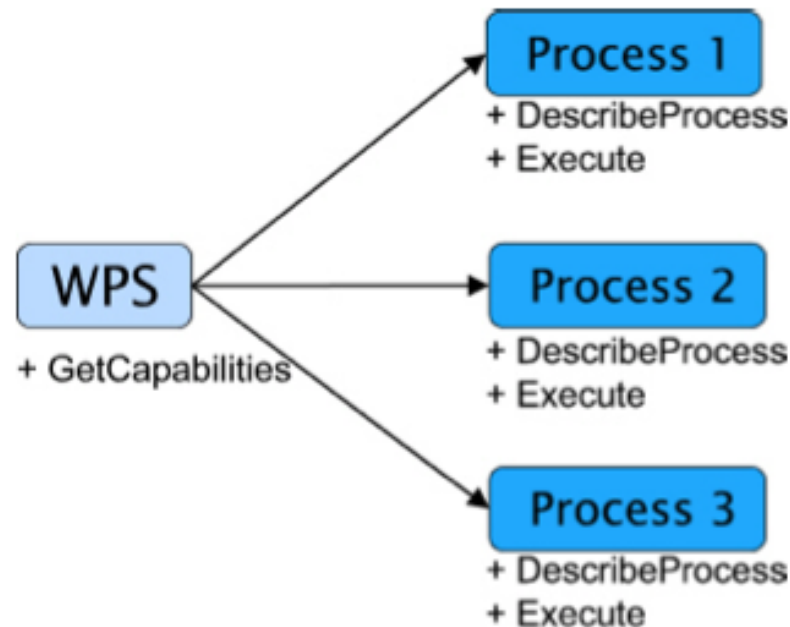 Process 1
+ DescribeProcess
+ Execute
WPS
+ GetCapabilities
Process 2
+ DescribeProcess
+ Execute
Process 3
+ DescribeProcess
+ Execute